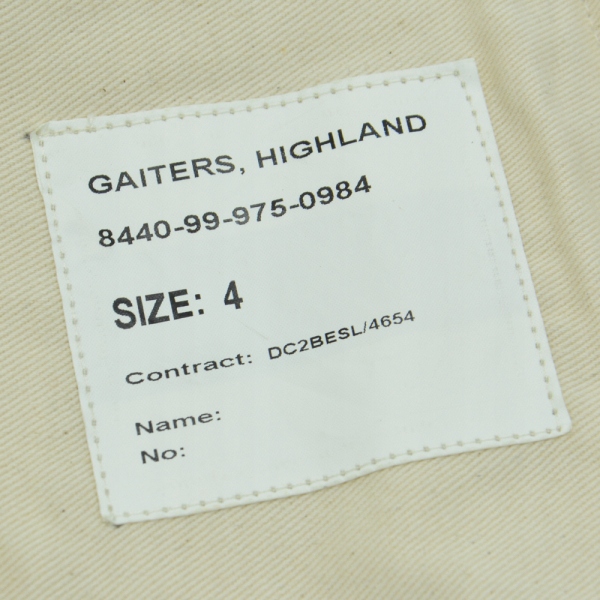 GAITERS, HIGHLAND
8440-99-975-0984
SIZE: 4
Contract: DC2BESL/4654
Name:
No: